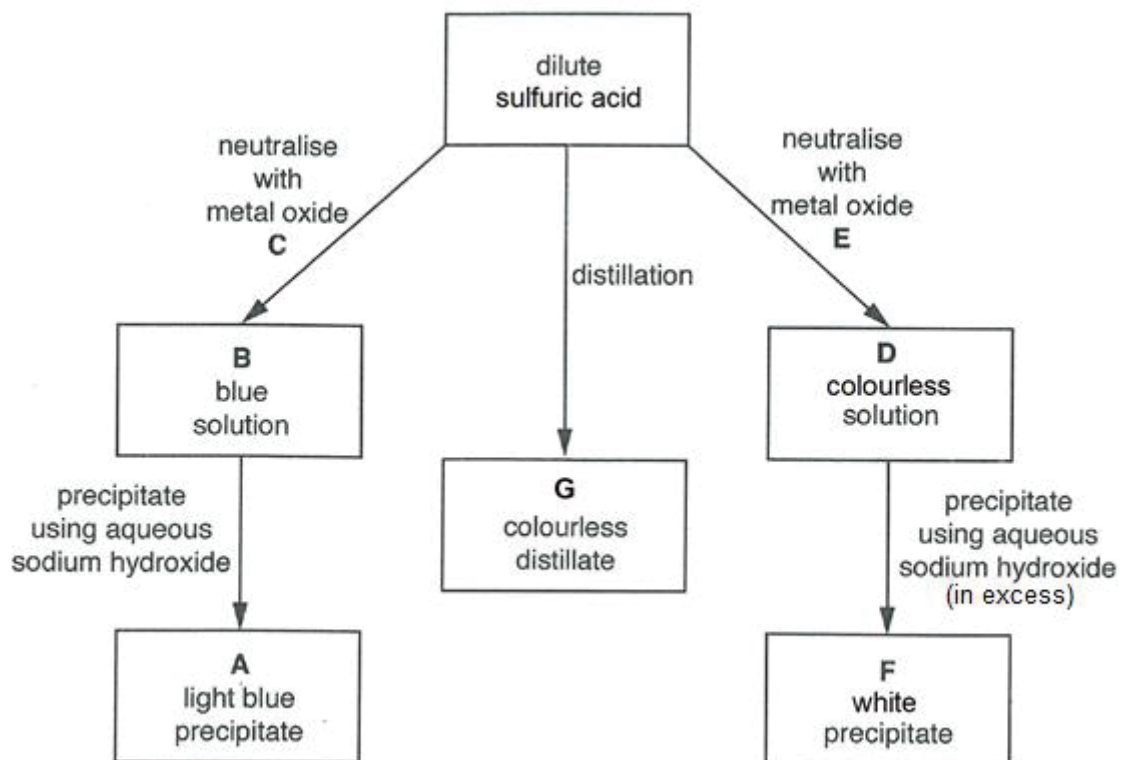 dilute
sulfuric acid
neutralise
with
metal oxide
C
neutralise
with
metal oxide
E
distillation
B
blue
solution
D
colourless
solution
G
colourless
distillate
precipitate
using aqueous
sodium hydroxide
precipitate
using aqueous
sodium hydroxide
(in excess)
A
light blue
precipitate
F
white
precipitate